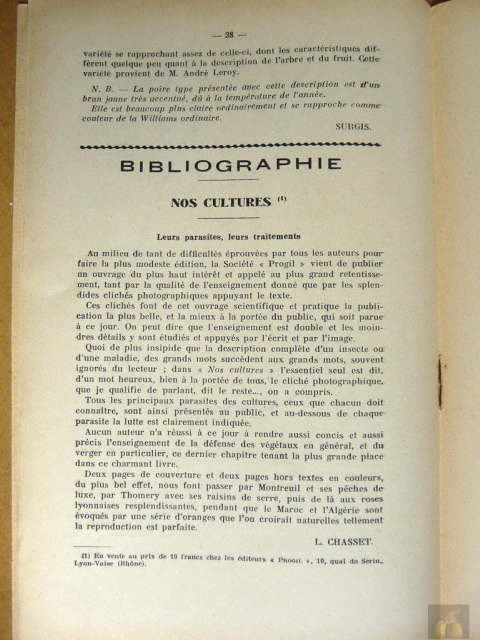 — 28 —
variété se rapprochant assez de celle-ci, dont les caractéristiques dif-
fèrent quelque peu quant à la description de l'arbre et du fruit. Cette
variété provient de M. André Leroy.
N. B. — La poire type présentée avec cette description est d'un
brun jaune très accentué, dû à la température de l'année.
Elle est beaucoup plus claire ordinairement et se rapproche comme
couleur de la Williams ordinaire.
SURGIS.
BIBLIOGRAPHIE
NOS CULTURES (1)
Leurs parasites, leurs traitements
Au milieu de tant de difficultés éprouvées par tous les auteurs pour
faire la plus modeste édition, la Société « Progil » vient de publier
un ouvrage du plus haut intérêt et appelé au plus grand retentisse-
ment, tant par la qualité de l'enseignement donné que par les splen-
dides clichés photographiques appuyant le texte.
Ces clichés font de cet ouvrage scientifique et pratique la publi-
cation la plus belle, et la mieux à la portée du public, qui soit parue
à ce jour. On peut dire que l'enseignement est double et les moin-
dres détails y sont étudiés et appuyés par l'écrit et par l'image.
Quoi de plus insipide que la description complète d'un insecte ou
d'une maladie, des grands mots succèdent aux grands mots, souvent
ignorés du lecteur ; dans « Nos cultures » l'essentiel seul est dit,
d'un mot heureux, bien à la portée de tous, le cliché photographique,
que je qualifie de parlant, dit le reste..., on a compris.
Tous les principaux parasites des cultures, ceux que chacun doit
connaître, sont ainsi présentés au public, et au-dessous de chaque
parasite la lutte est clairement indiquée.
Aucun auteur n'a réussi à ce jour à rendre aussi concis et aussi
précis l'enseignement de la défense des végétaux en général, et du
verger en particulier, ce dernier chapitre tenant la plus grande place
dans ce charmant livre.
Deux pages de couverture et deux pages hors textes en couleurs,
du plus bel effet, nous font passer par Montreuil et ses pêches de
luxe, par Thomery avec ses raisins de serre, puis de là aux roses
lyonnaises resplendissantes, pendant que le Maroc et l'Algérie sont
évoqués par une série d'oranges que l'on croirait naturelles tellement
la reproduction est parfaite.
L. CHASSET.
(1) En vente au prix de 10 francs chez les éditeurs « PROGIL », 10, quai de Serin,
Lyon-Vaise (Rhône).